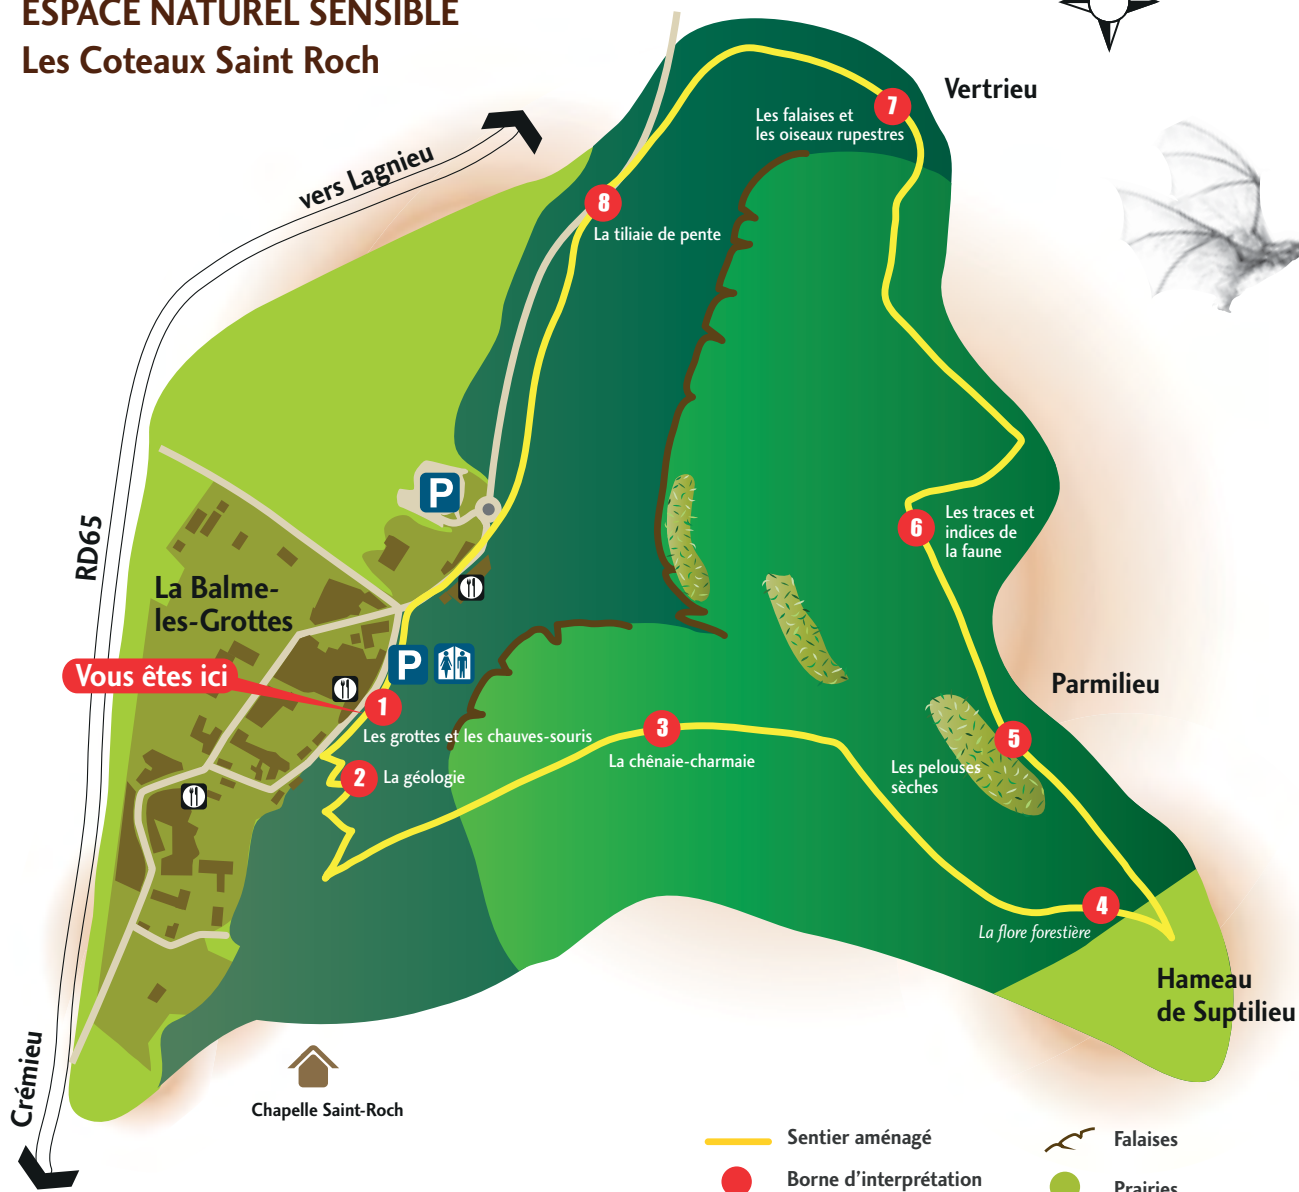 ESPACE NATUREL SENSIBLE
Les Coteaux Saint Roch
Vertrieu
7
Les falaises et
les oiseaux rupestres
vers Lagnieu
8
La tiliaie de pente
P
6
Les traces et
indices de
la faune
RD65
La Balme-
les-Grottes
P
Vous êtes ici
Parmilieu
1
Les grottes et les chauves-souris
3
La chênaie-charmaie
2
La géologie
5
Les pelouses
sèches
4
La flore forestière
Hameau
de Suptilieu
Crémieu
Chapelle Saint-Roch
Sentier aménagé
Falaises
Borne d'interprétation
Prairies